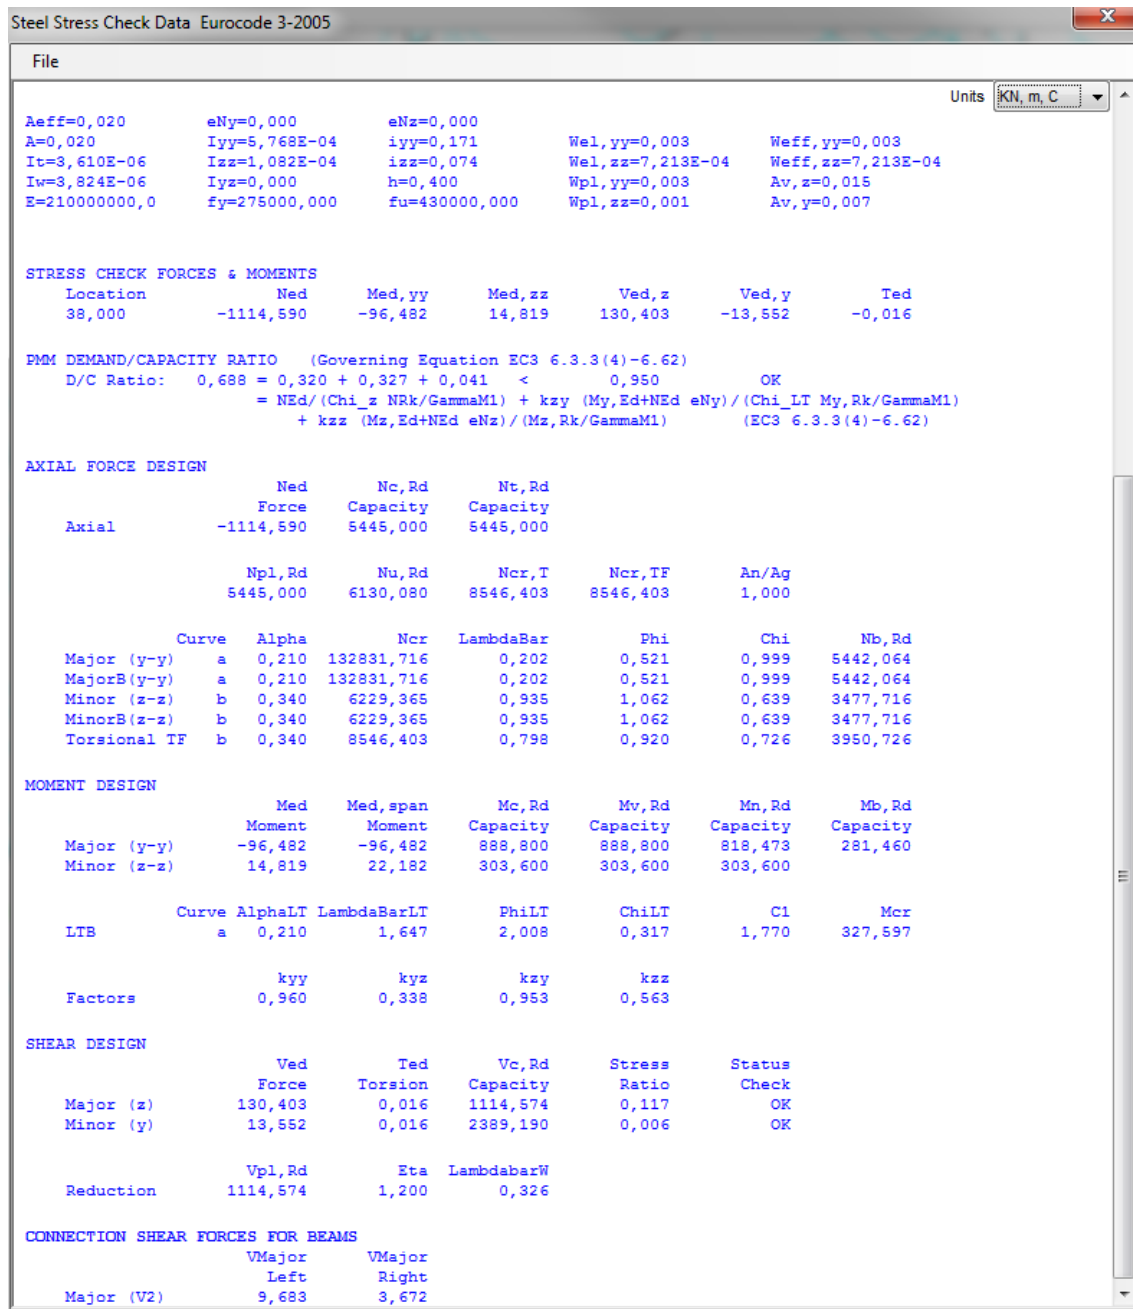 Steel Stress Check Data Eurocode 3-2005
X
File
Units KN, m, C
Aeff=0,020 eNy=0,000 eNz=0,000
A=0,020 Iyy=5,768E-04 iyy=0,171 Wel,yy=0,003 Weff,yy=0,003
It=3,610E-06 Izz=1,082E-04 izz=0,074 Wel,zz=7,213E-04 Weff,zz=7,213E-04
Iw=3,824E-06 Iyz=0,000 h=0,400 Wpl,yy=0,003 Av,z=0,015
E=210000000,0 fy=275000,000 fu=430000,000 Wpl,zz=0,001 Av,y=0,007
STRESS CHECK FORCES & MOMENTS
Location Ned Med,yy Med,zz Ved,z Ved,y Ted
38,000 -1114,590 -96,482 14,819 130,403 -13,552 -0,016
PMM DEMAND/CAPACITY RATIO (Governing Equation EC3 6.3.3(4)-6.62)
D/C Ratio: 0,688 = 0,320 + 0,327 + 0,041 < 0,950 OK
= NEd/(Chi_z NRk/GammaM1) + kzy (My,Ed+NEd eNy)/(Chi_LT My,Rk/GammaM1)
+ kzz (Mz,Ed+NEd eNz)/(Mz,Rk/GammaM1) (EC3 6.3.3(4)-6.62)
AXIAL FORCE DESIGN
Ned Nc,Rd Nt,Rd
Force Capacity Capacity
Axial -1114,590 5445,000 5445,000
Npl,Rd Nu,Rd Ncr,T Ncr,TF An/Ag
5445,000 6130,080 8546,403 8546,403 1,000
Curve Alpha Ncr LambdaBar Phi Chi Nb,Rd
Major (y-y) a 0,210 132831,716 0,202 0,521 0,999 5442,064
MajorB(y-y) a 0,210 132831,716 0,202 0,521 0,999 5442,064
Minor (z-z) b 0,340 6229,365 0,935 1,062 0,639 3477,716
MinorB(z-z) b 0,340 6229,365 0,935 1,062 0,639 3477,716
Torsional TF b 0,340 8546,403 0,798 0,920 0,726 3950,726
MOMENT DESIGN
Med Med,span Mc,Rd Mv,Rd Mn,Rd Mb,Rd
Moment Moment Capacity Capacity Capacity Capacity
Major (y-y) -96,482 -96,482 888,800 888,800 818,473 281,460
Minor (z-z) 14,819 22,182 303,600 303,600 303,600
Curve AlphaLT LambdaBarLT PhiLT ChiLT C1 Mcr
LTB a 0,210 1,647 2,008 0,317 1,770 327,597
kyy kyz kzy kzz
Factors 0,960 0,338 0,953 0,563
SHEAR DESIGN
Ved Ted Vc,Rd Stress Status
Force Torsion Capacity Ratio Check
Major (z) 130,403 0,016 1114,574 0,117 OK
Minor (y) 13,552 0,016 2389,190 0,006 OK
Vpl,Rd Eta LambdabarW
Reduction 1114,574 1,200 0,326
CONNECTION SHEAR FORCES FOR BEAMS
VMajor VMajor
Left Right
Major (V2) 9,683 3,672